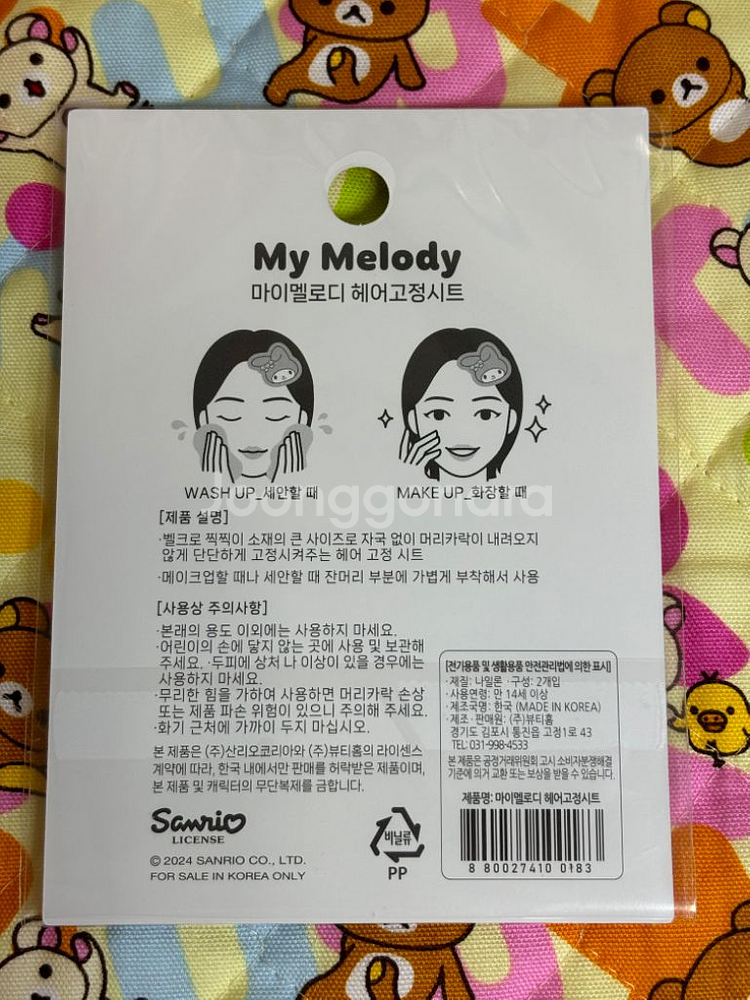 My Melody
마이멜로디 헤어고정시트
WASH UP_세안할 때
MAKE UP_화장할 때
Joonggonara
[제품 설명]
·벨크로 찍찍이 소재의 큰 사이즈로 자국 없이 머리카락이 내려오지
않게 단단하게 고정시켜주는 헤어 고정 시트
·메이크업할 때나 세안할 때 잔머리 부분에 가볍게 부착해서 사용
[사용상 주의사항]
·본래의 용도 이외에는 사용하지 마세요.
·어린이의 손에 닿지 않는 곳에 사용 및 보관해
주세요. ·두피에 상처 나 이상이 있을 경우에는
사용하지 마세요.
·무리한 힘을 가하여 사용하면 머리카락 손상
또는 제품 파손 위험이 있으니 주의해 주세요.
·화기 근처에 가까이 두지 마십시오.
본 제품은 (주)산리오코리아와 (주)뷰티홈의 라이센스
계약에 따라, 한국 내에서만 판매를 허락받은 제품이며,
본 제품 및 캐릭터의 무단복제를 금합니다.
Sanrio
LICENSE
© 2024 SANRIO CO., LTD.
FOR SALE IN KOREA ONLY
비닐류
PP
[전기용품 및 생활용품 안전관리법에 의한 표시]
·재질: 나일론 ·구성: 2개입
·사용연령: 만 14세 이상
·제조국명: 한국 (MADE IN KOREA)
·제조·판매원: (주)뷰티홈
경기도 김포시 통진읍 고정1로 43
TEL: 031-998-4533
본 제품은 공정거래위원회 고시 소비자분쟁해결
기준에 의거 교환 또는 보상을 받을 수 있습니다.
제품명: 마이멜로디 헤어고정시트
8 80027410 0183